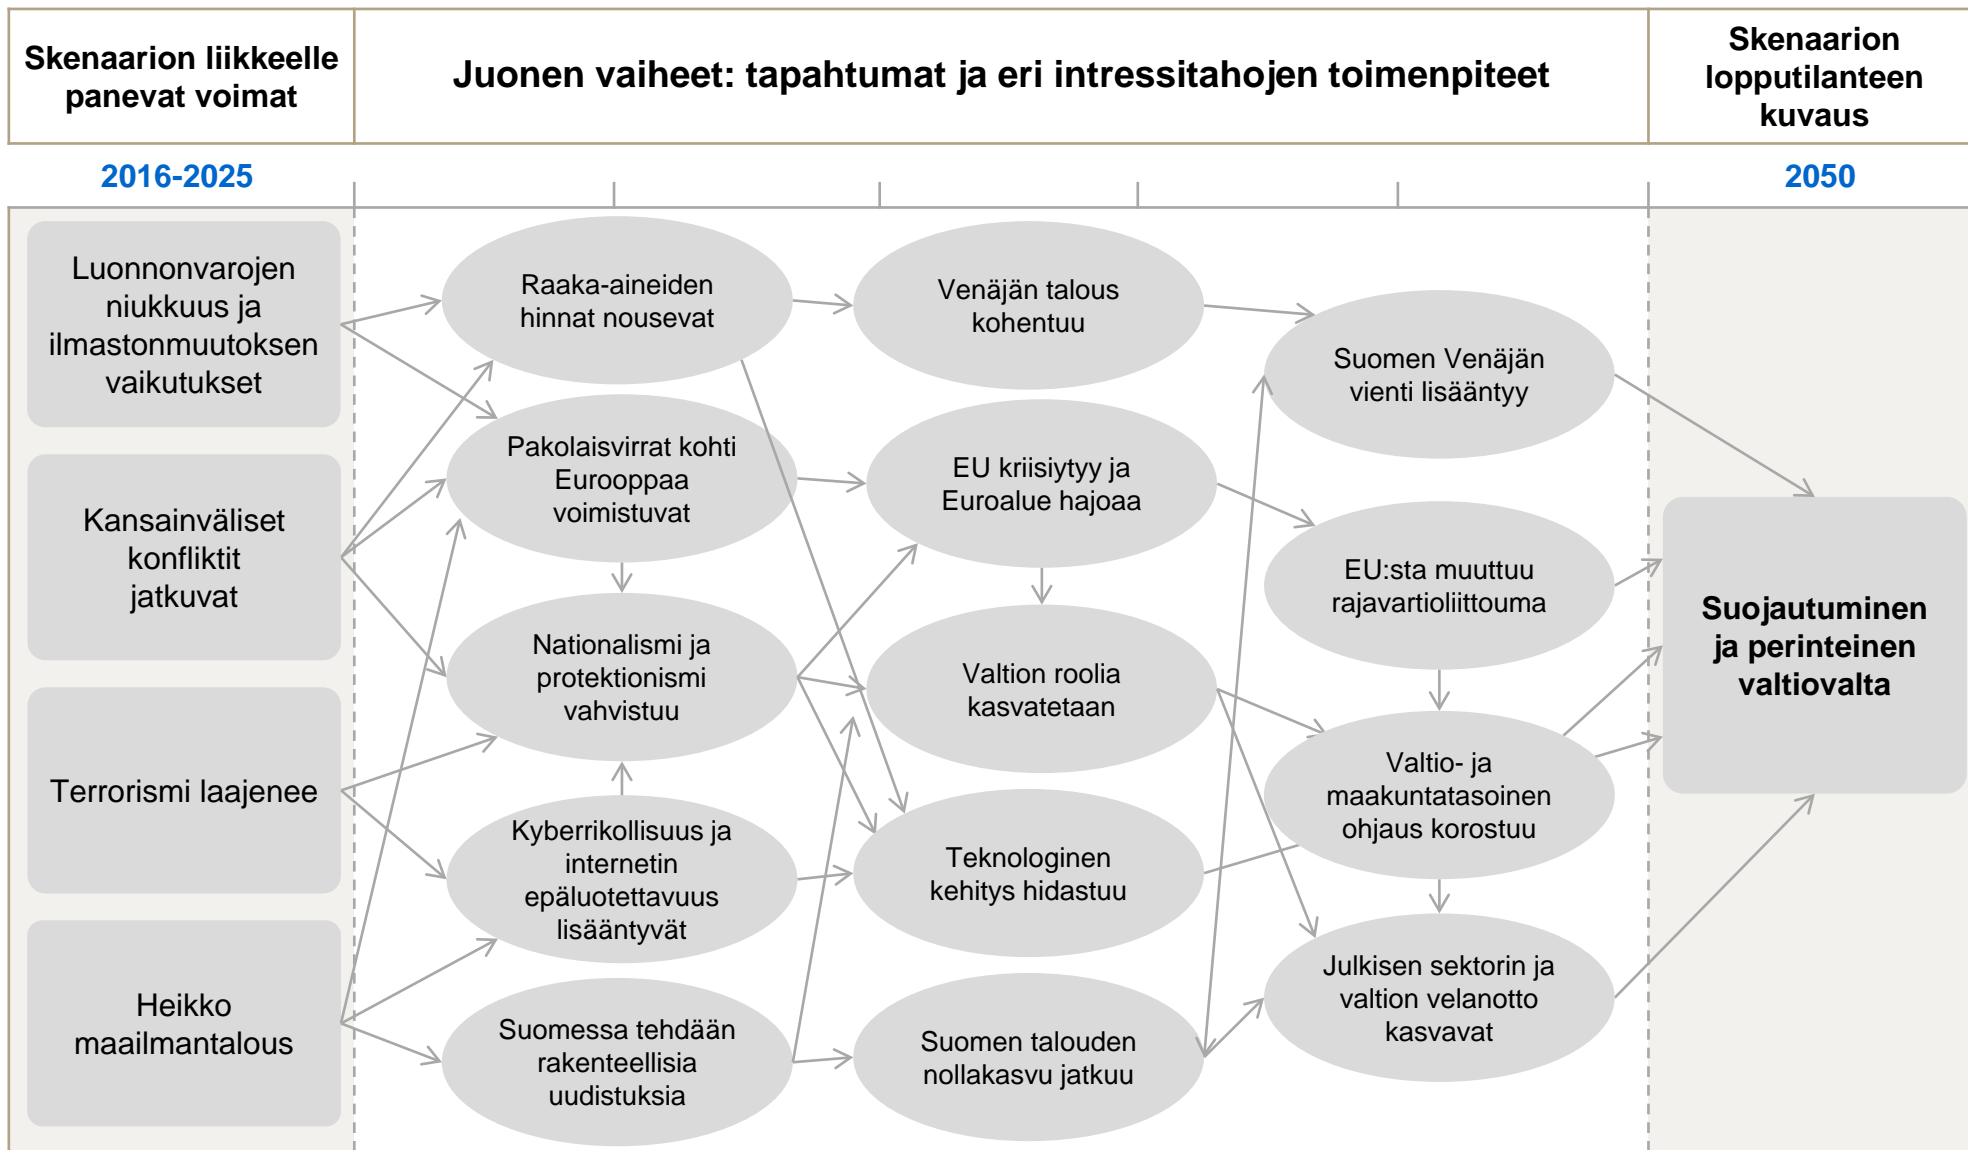 Skenaarion liikkeelle
panevat voimat
Juonen vaiheet: tapahtumat ja eri intressitahojen toimenpiteet
Skenaarion
lopputilanteen
kuvaus
2016-2025
2050
Luonnonvarojen
niukkuus ja
ilmastonmuutoksen
vaikutukset
Kansainväliset
konfliktit
jatkuvat
Terrorismi laajenee
Heikko
maailmantalous
Raaka-aineiden
hinnat nousevat
Pakolaisvirrat kohti
Eurooppaa
voimistuvat
Nationalismi ja
protektionismi
vahvistuu
Kyberrikollisuus ja
internetin
epäluotettavuus
lisääntyvät
Suomessa tehdään
rakenteellisia
uudistuksia
Venäjän talous
kohentuu
EU kriisiytyy ja
Euroalue hajoaa
Valtion roolia
kasvatetaan
Teknologinen
kehitys hidastuu
Suomen talouden
nollakasvu jatkuu
Suomen Venäjän
vienti lisääntyy
EU:sta muuttuu
rajavartioliittouma
Valtio- ja
maakuntatasoinen
ohjaus korostuu
Julkisen sektorin ja
valtion velanotto
kasvavat
Suojautuminen
ja perinteinen
valtiovalta